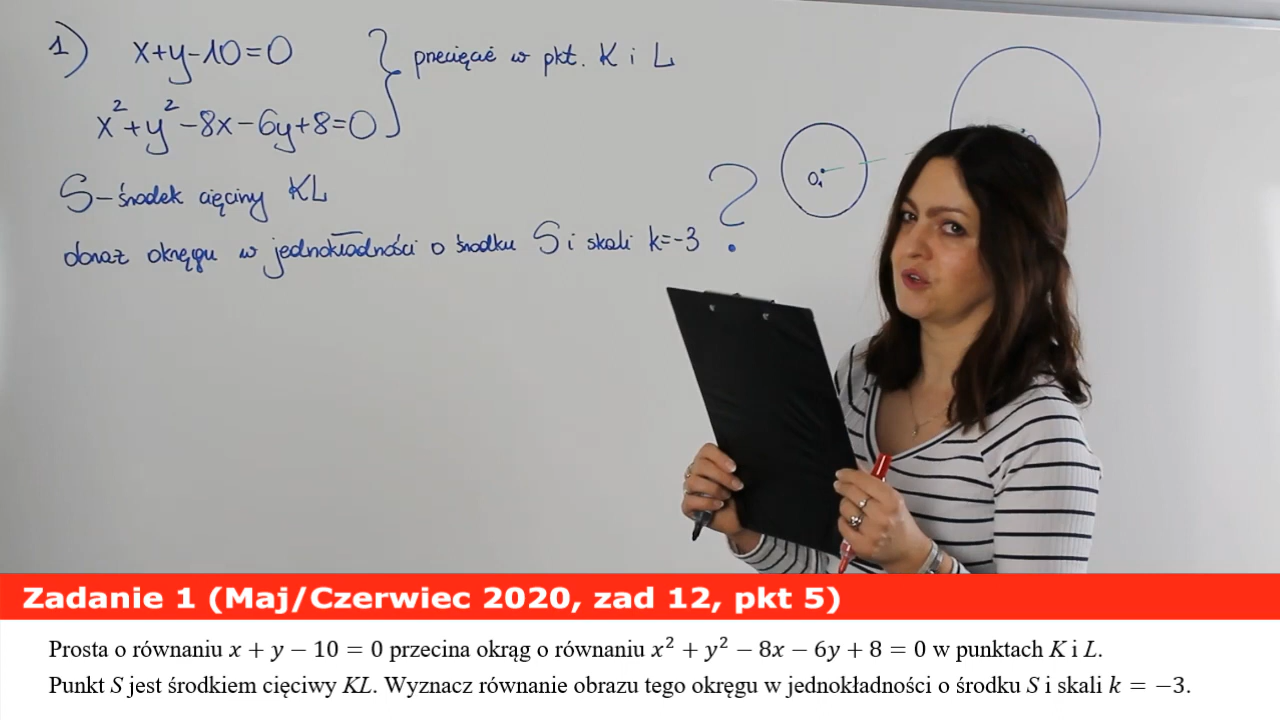 1) x+y-10=0 } przecięcie w pkt. K i L
x²+y²-8x-6y+8=0
S-środek cięciwy KL
obraz okręgu w jednokładności o środku S i skali k=-3 ?
O₁
Zadanie 1 (Maj/Czerwiec 2020, zad 12, pkt 5)
Prosta o równaniu x + y − 10 = 0 przecina okrąg o równaniu x² + y² − 8x − 6y + 8 = 0 w punktach K i L.
Punkt S jest środkiem cięciwy KL. Wyznacz równanie obrazu tego okręgu w jednokładności o środku S i skali k = −3.